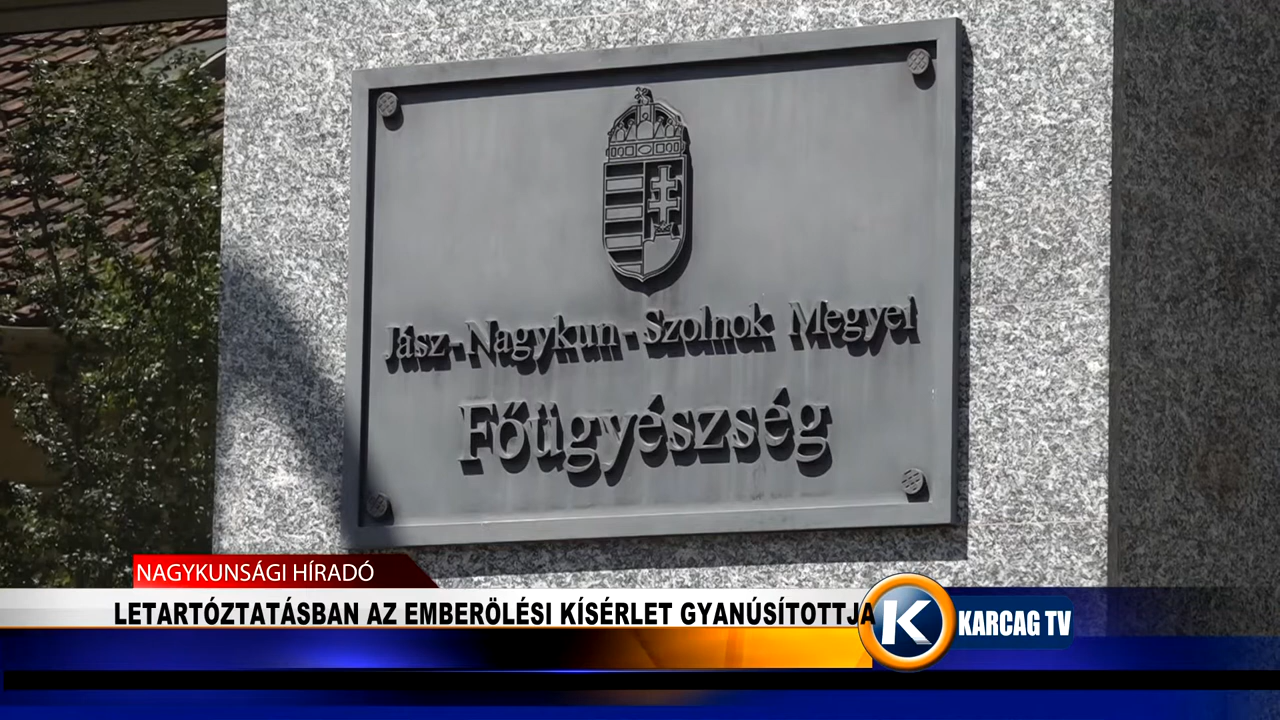 Jász-Nagykun-Szolnok Megyei
Főügyészség
NAGYKUNSÁGI HÍRADÓ
LETARTÓZTATÁSBAN AZ EMBERÖLÉSI KÍSÉRLET GYANÚSÍTOTTJA
K KARCAG TV